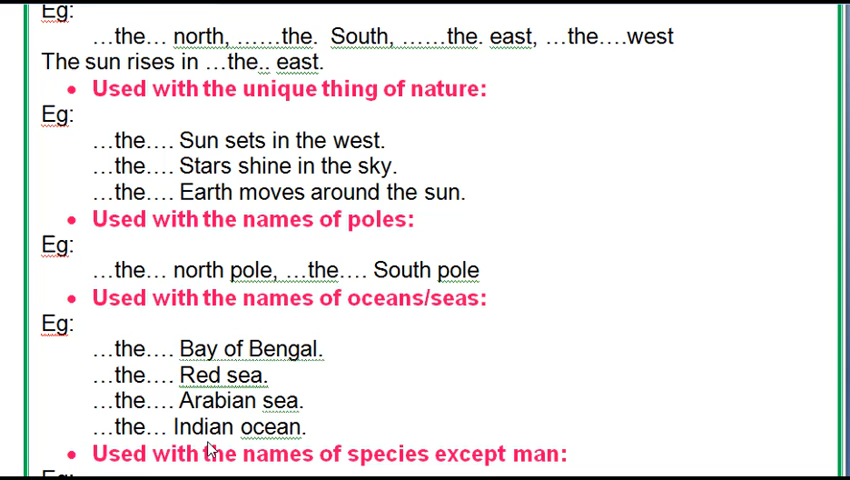 Eg:
…the… north, ……the.  South, ……the. east, …the….west
The sun rises in …the.. east.
• Used with the unique thing of nature:
Eg:
…the…. Sun sets in the west.
…the…. Stars shine in the sky.
…the…. Earth moves around the sun.
• Used with the names of poles:
Eg:
…the… north pole, …the…. South pole
• Used with the names of oceans/seas:
Eg:
…the…. Bay of Bengal.
…the…. Red sea.
…the…. Arabian sea.
…the… Indian ocean.
• Used with the names of species except man:
Eg: